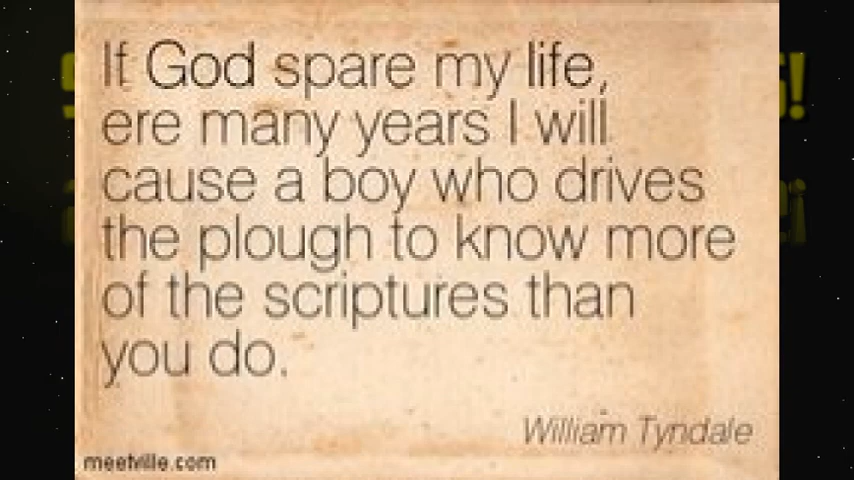 If God spare my life,
ere many years I will
cause a boy who drives
the plough to know more
of the scriptures than
you do.
William Tyndale
meetville.com